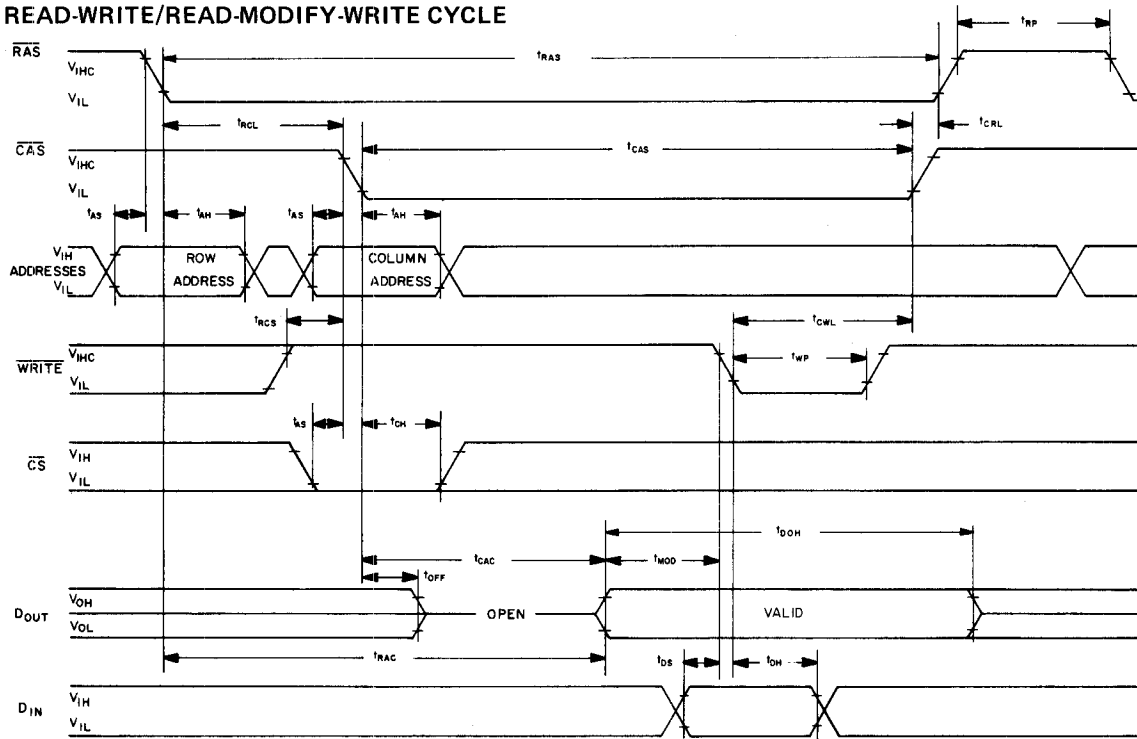 READ-WRITE/READ-MODIFY-WRITE CYCLE
tRP
RAS
VIHC
tRAS
VIL
tRCL
tCRL
CAS
VIHC
tCAS
VIL
tAS
tAH
tAS
tAH
VIH
ADDRESSES
VIL
ROW
ADDRESS
COLUMN
ADDRESS
tRCS
tCWL
WRITE
VIHC
VIL
tWP
tAS
tCH
CS
VIH
VIL
tDOH
tCAC
tMOD
tOFF
DOUT
VOH
VOL
OPEN
VALID
tRAC
tDS
tDH
DIN
VIH
VIL